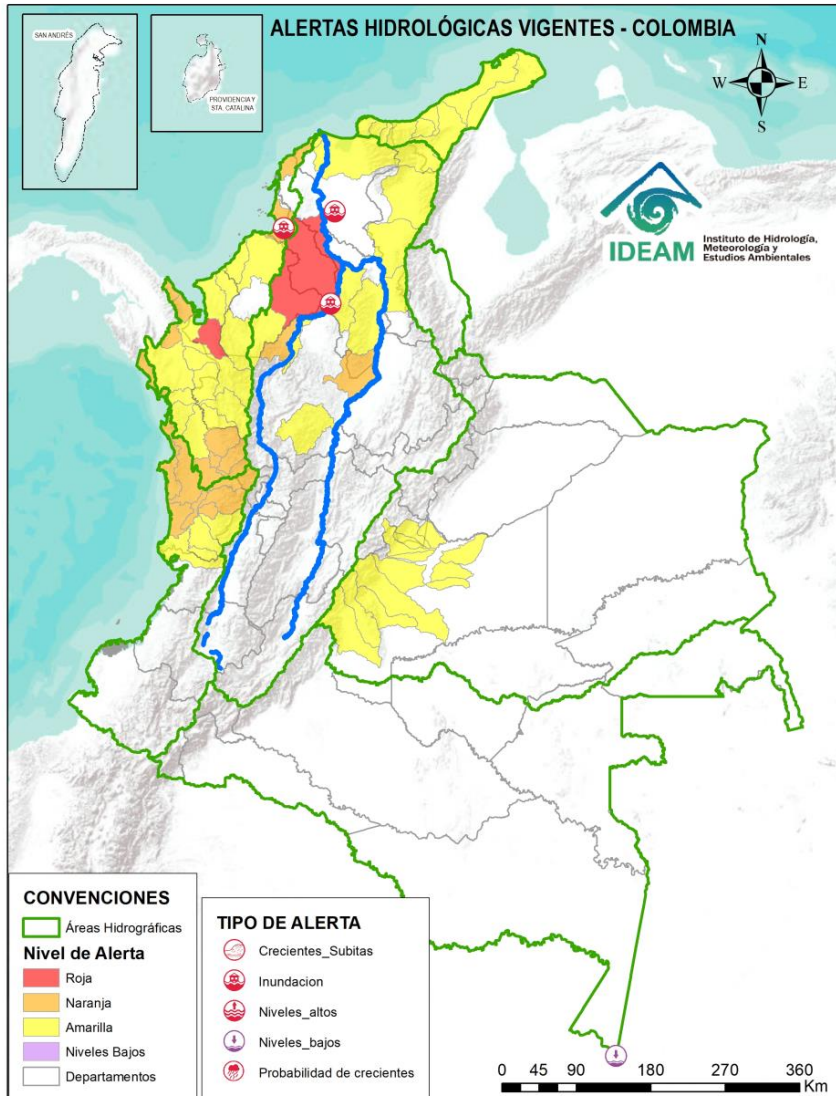 ALERTAS HIDROLÓGICAS VIGENTES - COLOMBIA
SAN ANDRÉS
PROVIDENCIA Y
STA. CATALINA
N
W
E
S
IDEAM
Instituto de Hidrología,
Meteorología y
Estudios Ambientales
CONVENCIONES
Áreas Hidrográficas
Nivel de Alerta
Roja
Naranja
Amarilla
Niveles Bajos
Departamentos
TIPO DE ALERTA
Crecientes_Subitas
Inundacion
Niveles_altos
Niveles_bajos
Probabilidad de crecientes
0 45 90 180 270 360
Km